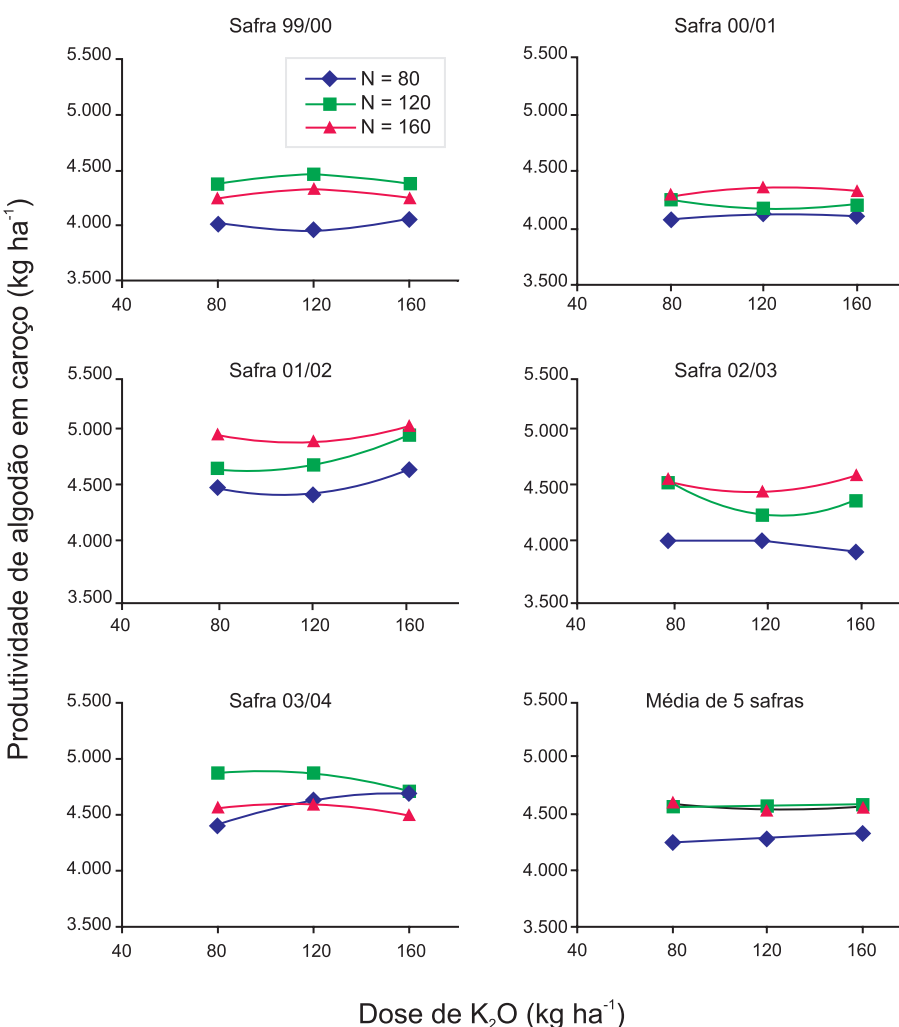 Safra 99/00
5.500
5.000
4.500
4.000
3.500
40 80 120 160
N = 80
N = 120
N = 160
Safra 00/01
5.500
5.000
4.500
4.000
3.500
40 80 120 160
Safra 01/02
5.500
5.000
4.500
4.000
3.500
40 80 120 160
Safra 02/03
5.500
5.000
4.500
4.000
3.500
40 80 120 160
Safra 03/04
5.500
5.000
4.500
4.000
3.500
40 80 120 160
Média de 5 safras
5.500
5.000
4.500
4.000
3.500
40 80 120 160
Produtividade de algodão em caroço (kg ha⁻¹)
Dose de K₂O (kg ha⁻¹)